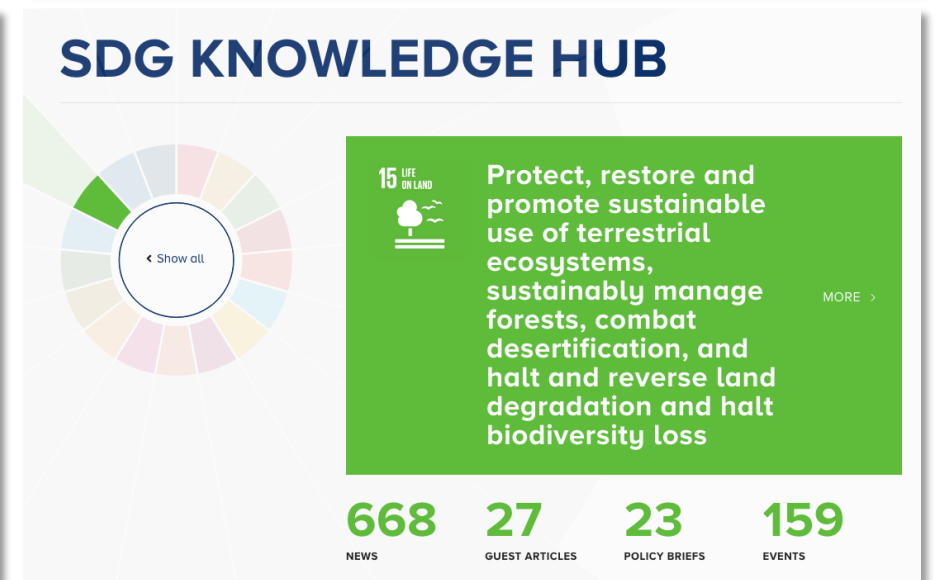 SDG KNOWLEDGE HUB
Show all
15 LIFE
ON LAND
Protect, restore and
promote sustainable
use of terrestrial
ecosystems,
sustainably manage
forests, combat
desertification, and
halt and reverse land
degradation and halt
biodiversity loss
MORE
668 27 23 159
NEWS GUEST ARTICLES POLICY BRIEFS EVENTS